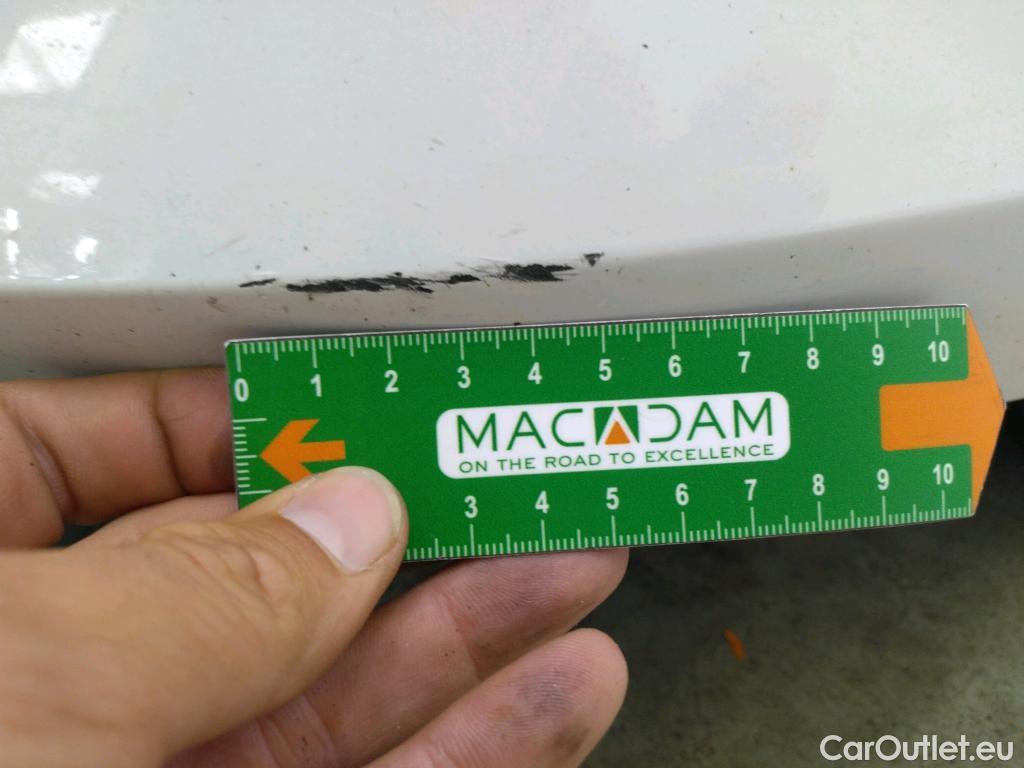 0 1 2 3 4 5 6 7 8 9 10
MACADAM
ON THE ROAD TO EXCELLENCE
3 4 5 6 7 8 9 10
CarOutlet.eu